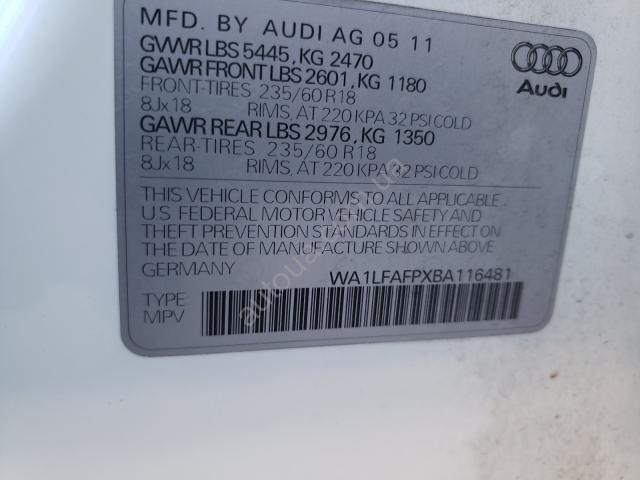 MFD. BY AUDI AG 05 11
GVWR LBS 5445, KG 2470
GAWR FRONT LBS 2601, KG 1180
FRONT-TIRES 235/60 R18
8Jx18 RIMS, AT 220 KPA 32 PSI COLD
GAWR REAR LBS 2976, KG 1350
REAR-TIRES 235/60 R18
8Jx18 RIMS, AT 220 KPA 32 PSI COLD
THIS VEHICLE CONFORMS TO ALL APPLICABLE
U.S FEDERAL MOTOR VEHICLE SAFETY AND
THEFT PREVENTION STANDARDS IN EFFECT ON
THE DATE OF MANUFACTURE SHOWN ABOVE.
GERMANY WA1LFAFPXBA116481
TYPE
MPV
Audi
autoua.rs.ua